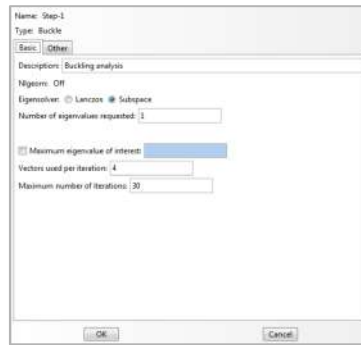 Name: Step-1
Type: Buckle
Basic Other
Description: Buckling analysis
Nlgeom: Off
Eigensolver: Lanczos Subspace
Number of eigenvalues requested: 1
Maximum eigenvalue of interest:
Vectors used per iteration: 4
Maximum number of iterations: 30
OK Cancel